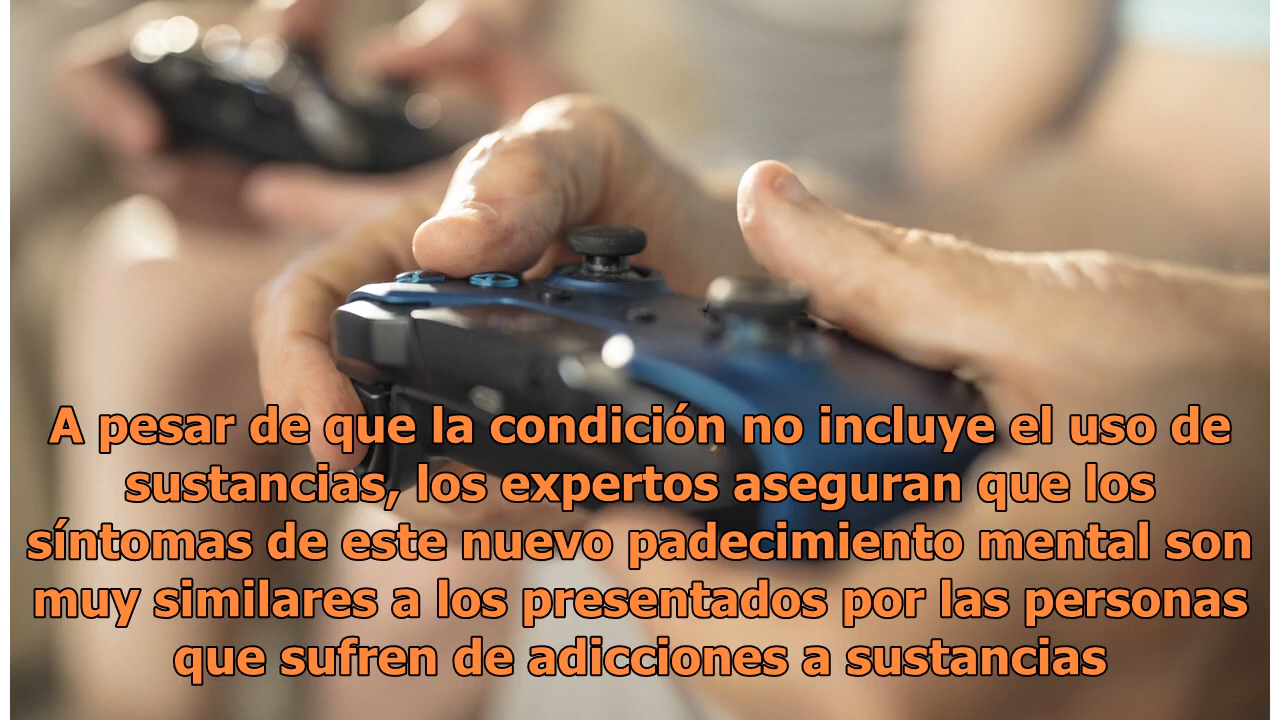 A pesar de que la condición no incluye el uso de
sustancias, los expertos aseguran que los
síntomas de este nuevo padecimiento mental son
muy similares a los presentados por las personas
que sufren de adicciones a sustancias